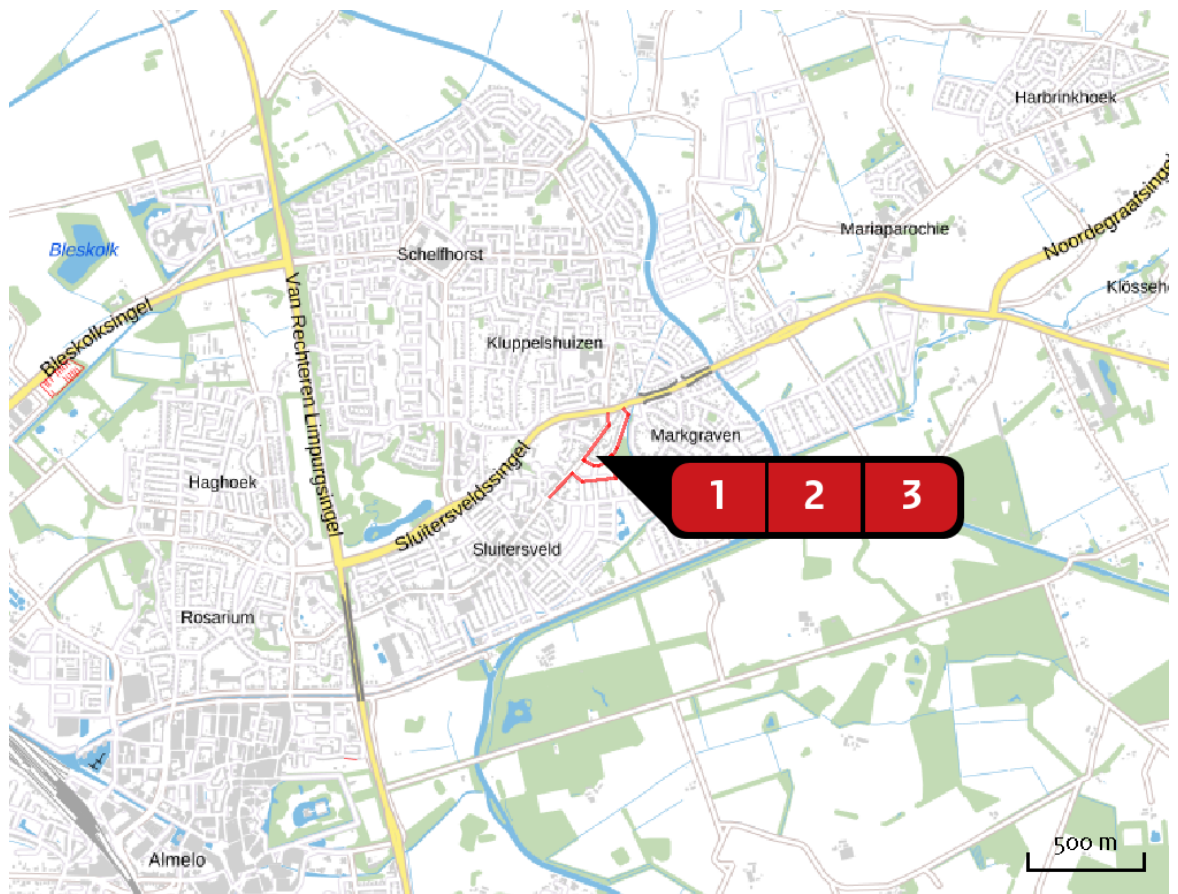 Harbrinkhoek
Mariaparochie
Noordegraafsingel
Bleskolk
Schelfhorst
Bleskolksingel
Van Rechteren Limpurgsingel
Kluppelshuizen
Markgraven
Haghoek
Sluitersveldssingel
1 2 3
Sluitersveld
Rosarium
500 m
Almelo